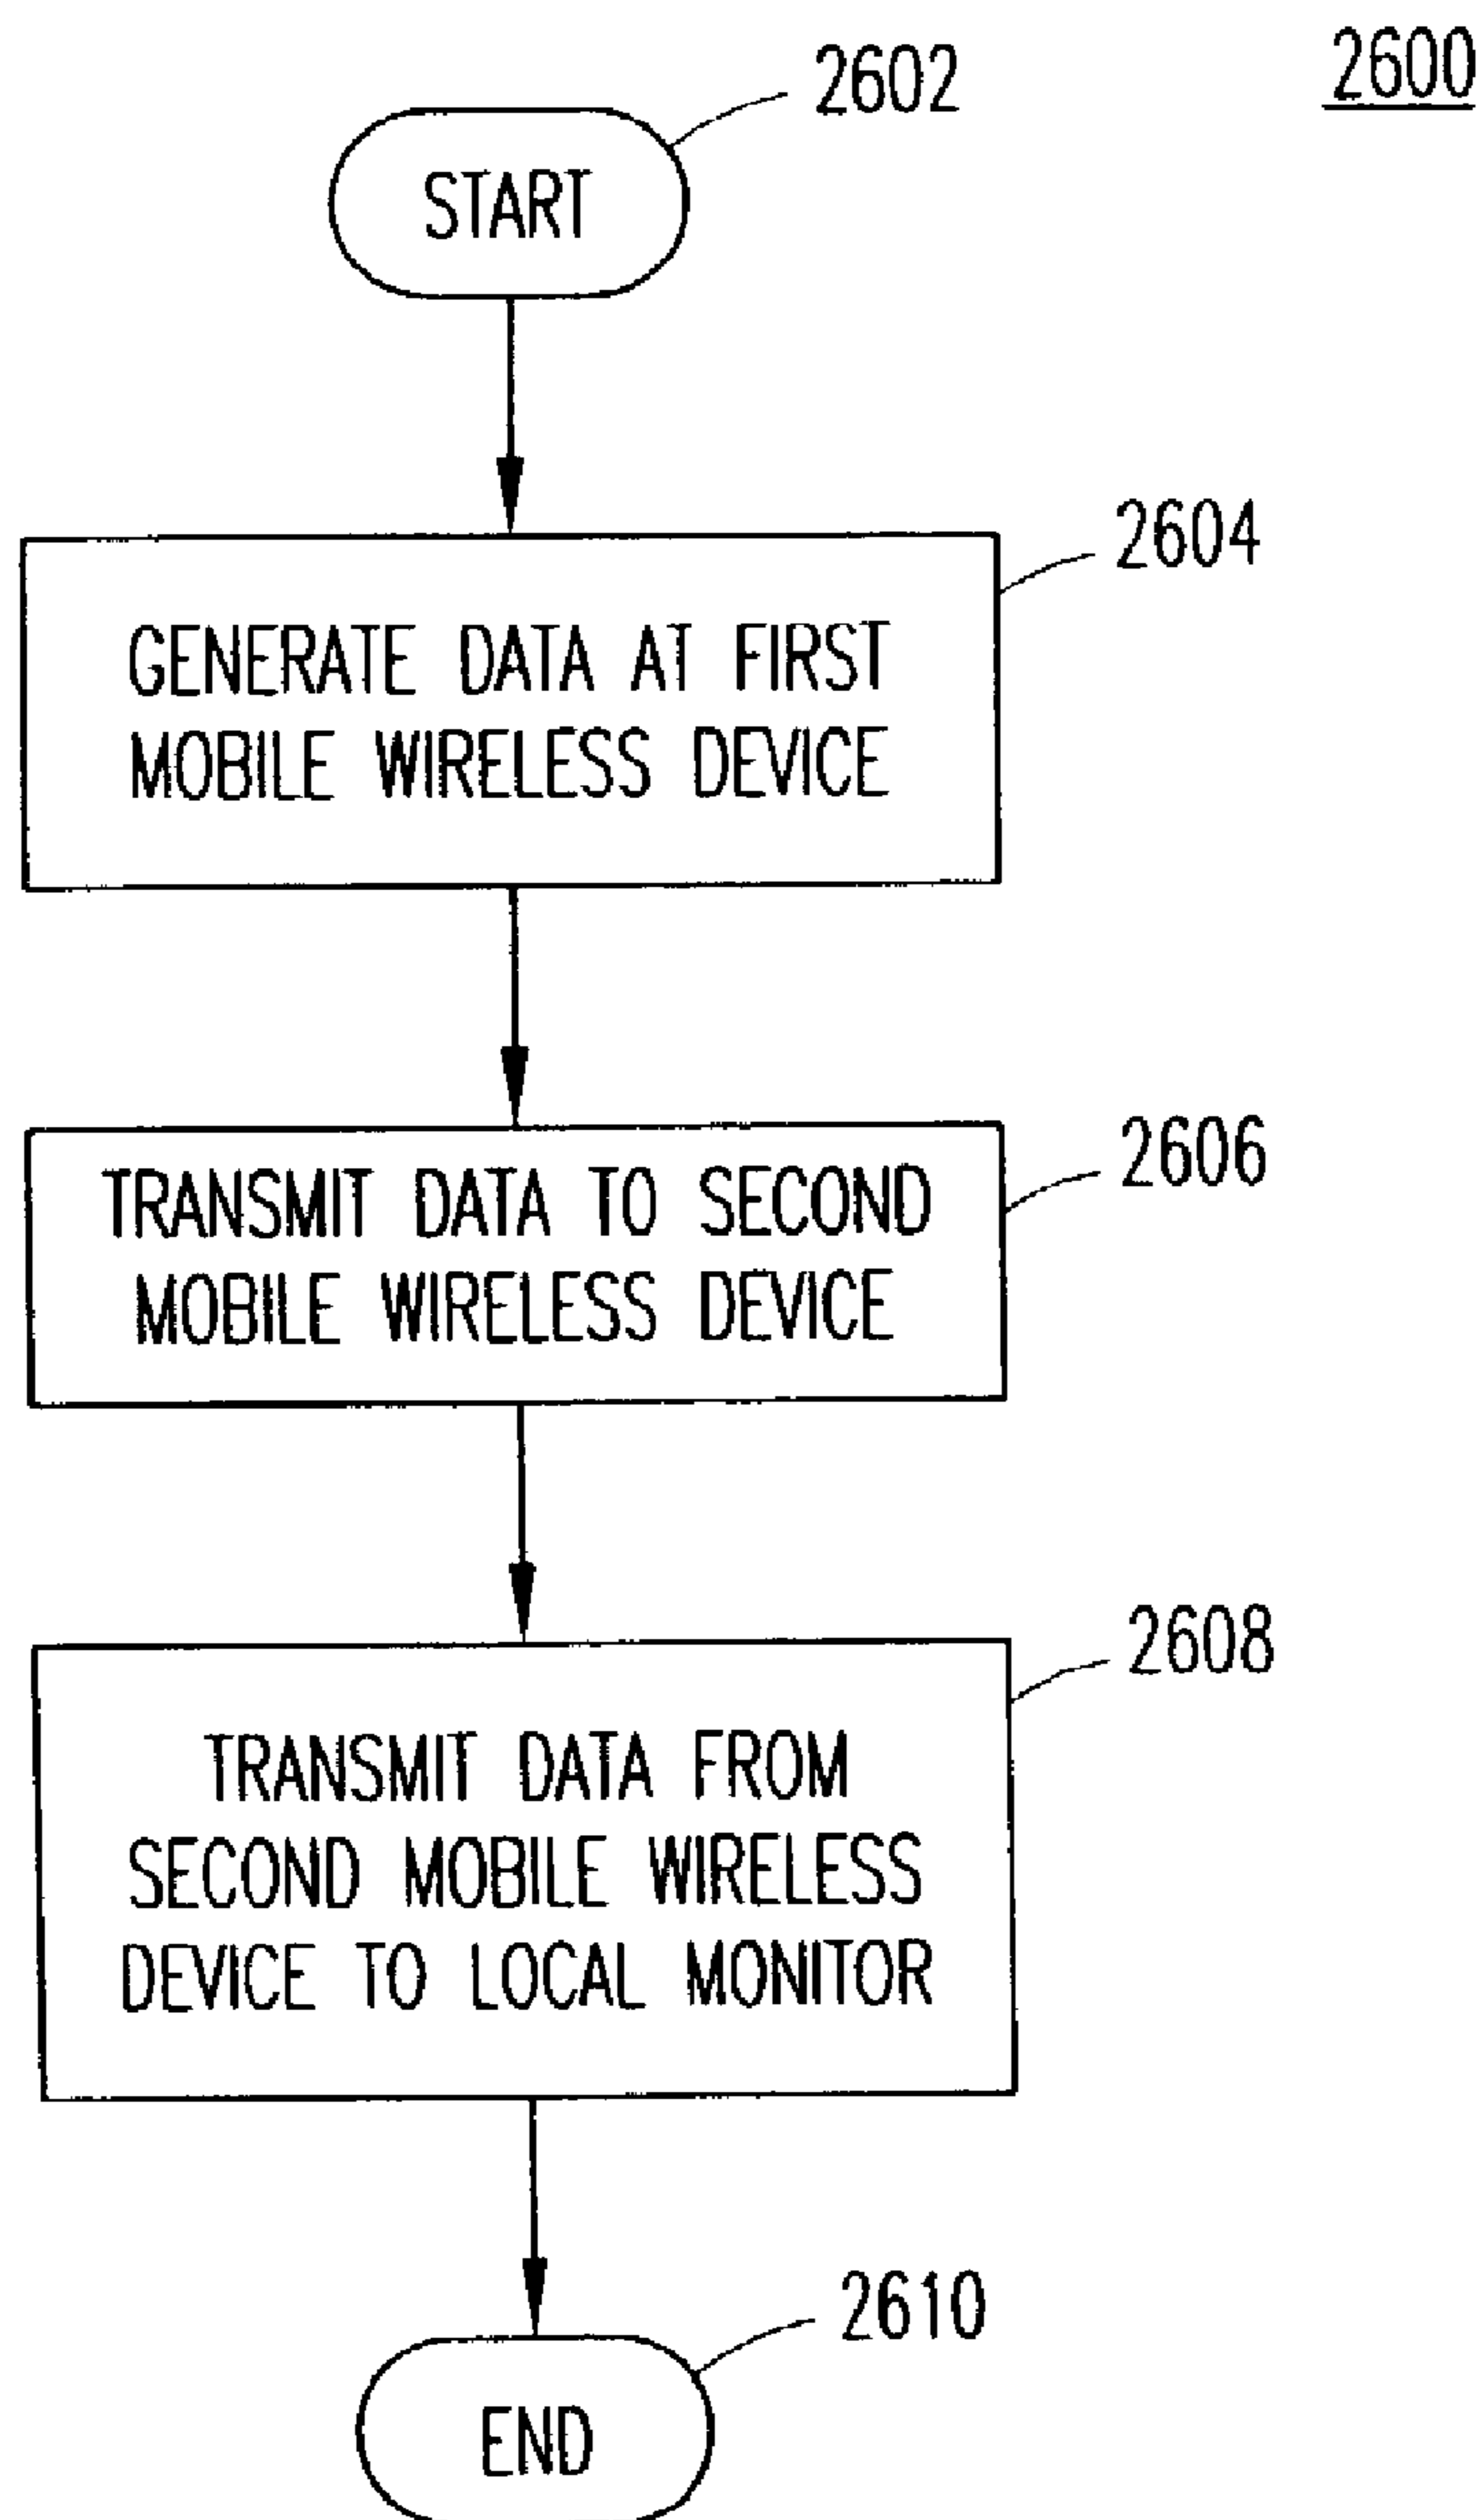 2600
2602
START
2604
GENERATE DATA AT FIRST
MOBILE WIRELESS DEVICE
2606
TRANSMIT DATA TO SECOND
MOBILE WIRELESS DEVICE
2608
TRANSMIT DATA FROM
SECOND MOBILE WIRELESS
DEVICE TO LOCAL MONITOR
2610
END